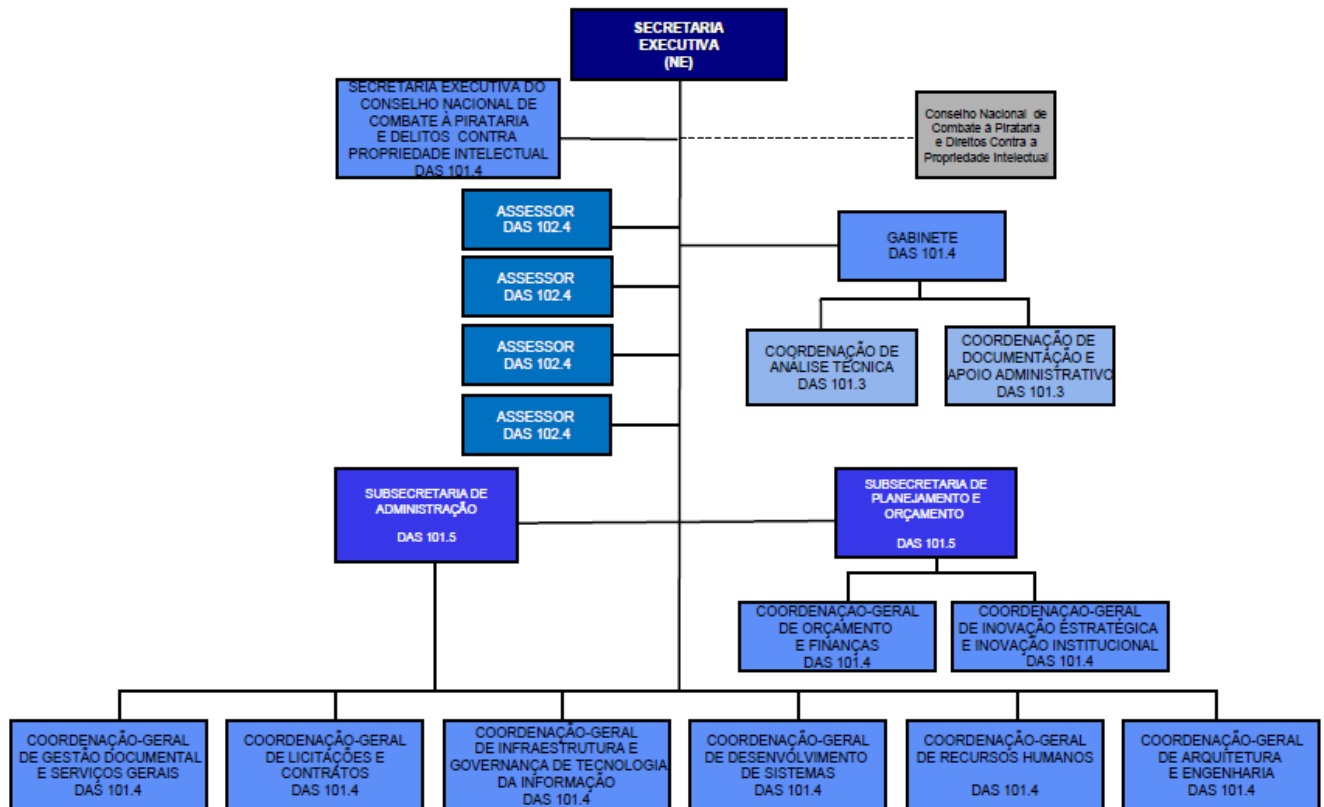 SECRETARIA
EXECUTIVA
(NE)
SECRETARIA EXECUTIVA DO
CONSELHO NACIONAL DE
COMBATE À PIRATARIA
E DELITOS CONTRA
PROPRIEDADE INTELECTUAL
DAS 101.4
Conselho Nacional de
Combate à Pirataria
e Direitos Contra a
Propriedade Intelectual
ASSESSOR
DAS 102.4
GABINETE
DAS 101.4
ASSESSOR
DAS 102.4
ASSESSOR
DAS 102.4
COORDENAÇÃO DE
ANÁLISE TÉCNICA
DAS 101.3
COORDENAÇÃO DE
DOCUMENTAÇÃO E
APOIO ADMINISTRATIVO
DAS 101.3
ASSESSOR
DAS 102.4
SUBSECRETARIA DE
ADMINISTRAÇÃO
DAS 101.5
SUBSECRETARIA DE
PLANEJAMENTO E
ORÇAMENTO
DAS 101.5
COORDENAÇÃO-GERAL
DE ORÇAMENTO
E FINANÇAS
DAS 101.4
COORDENAÇÃO-GERAL
DE INOVAÇÃO ESTRATÉGICA
E INOVAÇÃO INSTITUCIONAL
DAS 101.4
COORDENAÇÃO-GERAL
DE GESTÃO DOCUMENTAL
E SERVIÇOS GERAIS
DAS 101.4
COORDENAÇÃO-GERAL
DE LICITAÇÕES E
CONTRATOS
DAS 101.4
COORDENAÇÃO-GERAL
DE INFRAESTRUTURA E
GOVERNANÇA DE TECNOLOGIA
DA INFORMAÇÃO
DAS 101.4
COORDENAÇÃO-GERAL
DE DESENVOLVIMENTO
DE SISTEMAS
DAS 101.4
COORDENAÇÃO-GERAL
DE RECURSOS HUMANOS
DAS 101.4
COORDENAÇÃO-GERAL
DE ARQUITETURA
E ENGENHARIA
DAS 101.4